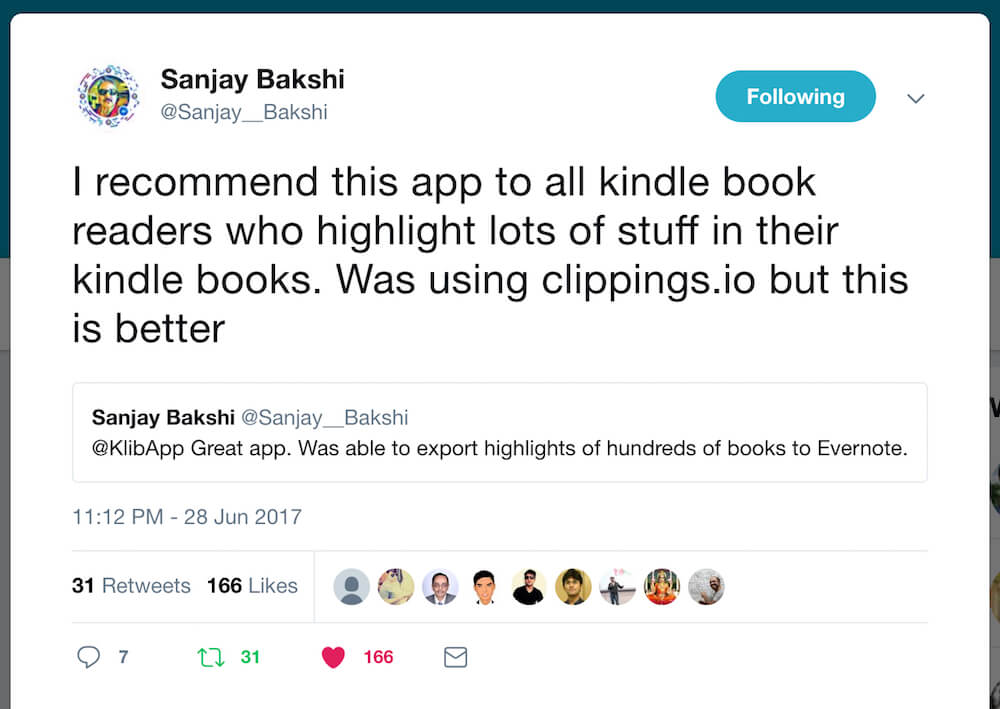 Sanjay Bakshi
@Sanjay__Bakshi
Following
I recommend this app to all kindle book
readers who highlight lots of stuff in their
kindle books. Was using clippings.io but this
is better
Sanjay Bakshi @Sanjay__Bakshi
@KlibApp Great app. Was able to export highlights of hundreds of books to Evernote.
11:12 PM - 28 Jun 2017
31 Retweets 166 Likes
7 31 166